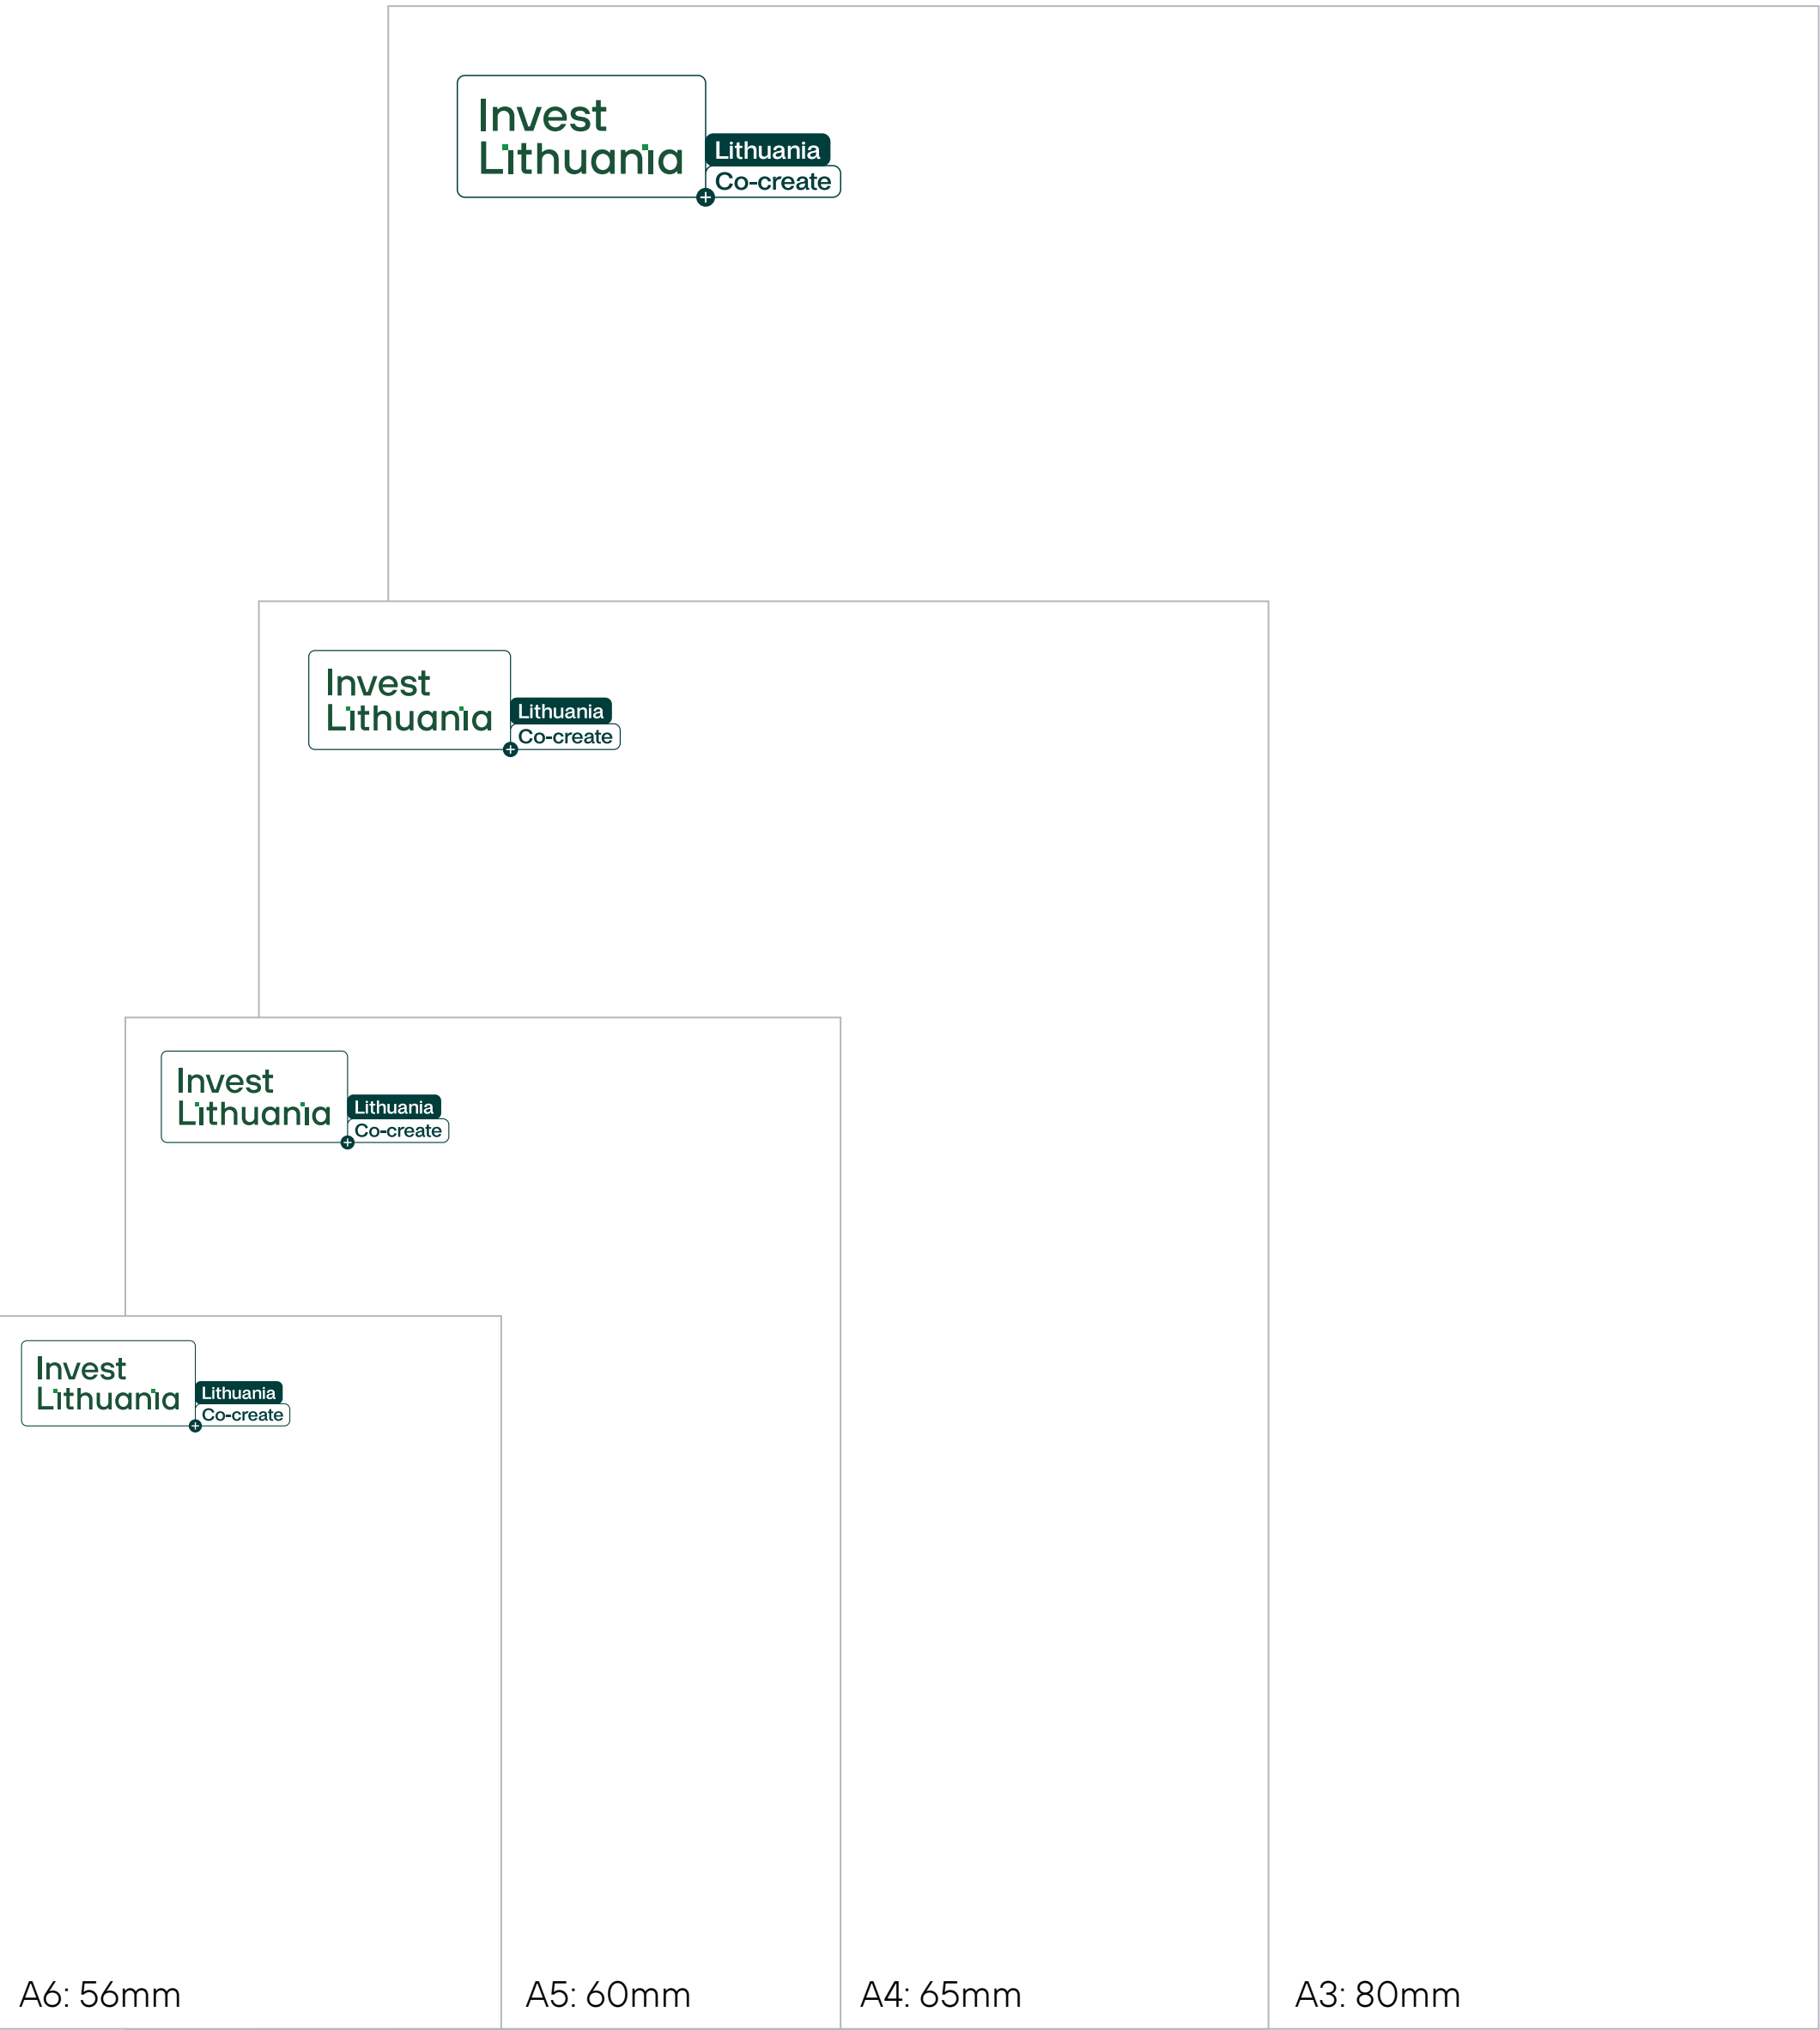 Invest
Lithuania
Lithuania
Co-create
Invest
Lithuania
Lithuania
Co-create
Invest
Lithuania
Lithuania
Co-create
Invest
Lithuania
Lithuania
Co-create
A6: 56mm
A5: 60mm
A4: 65mm
A3: 80mm